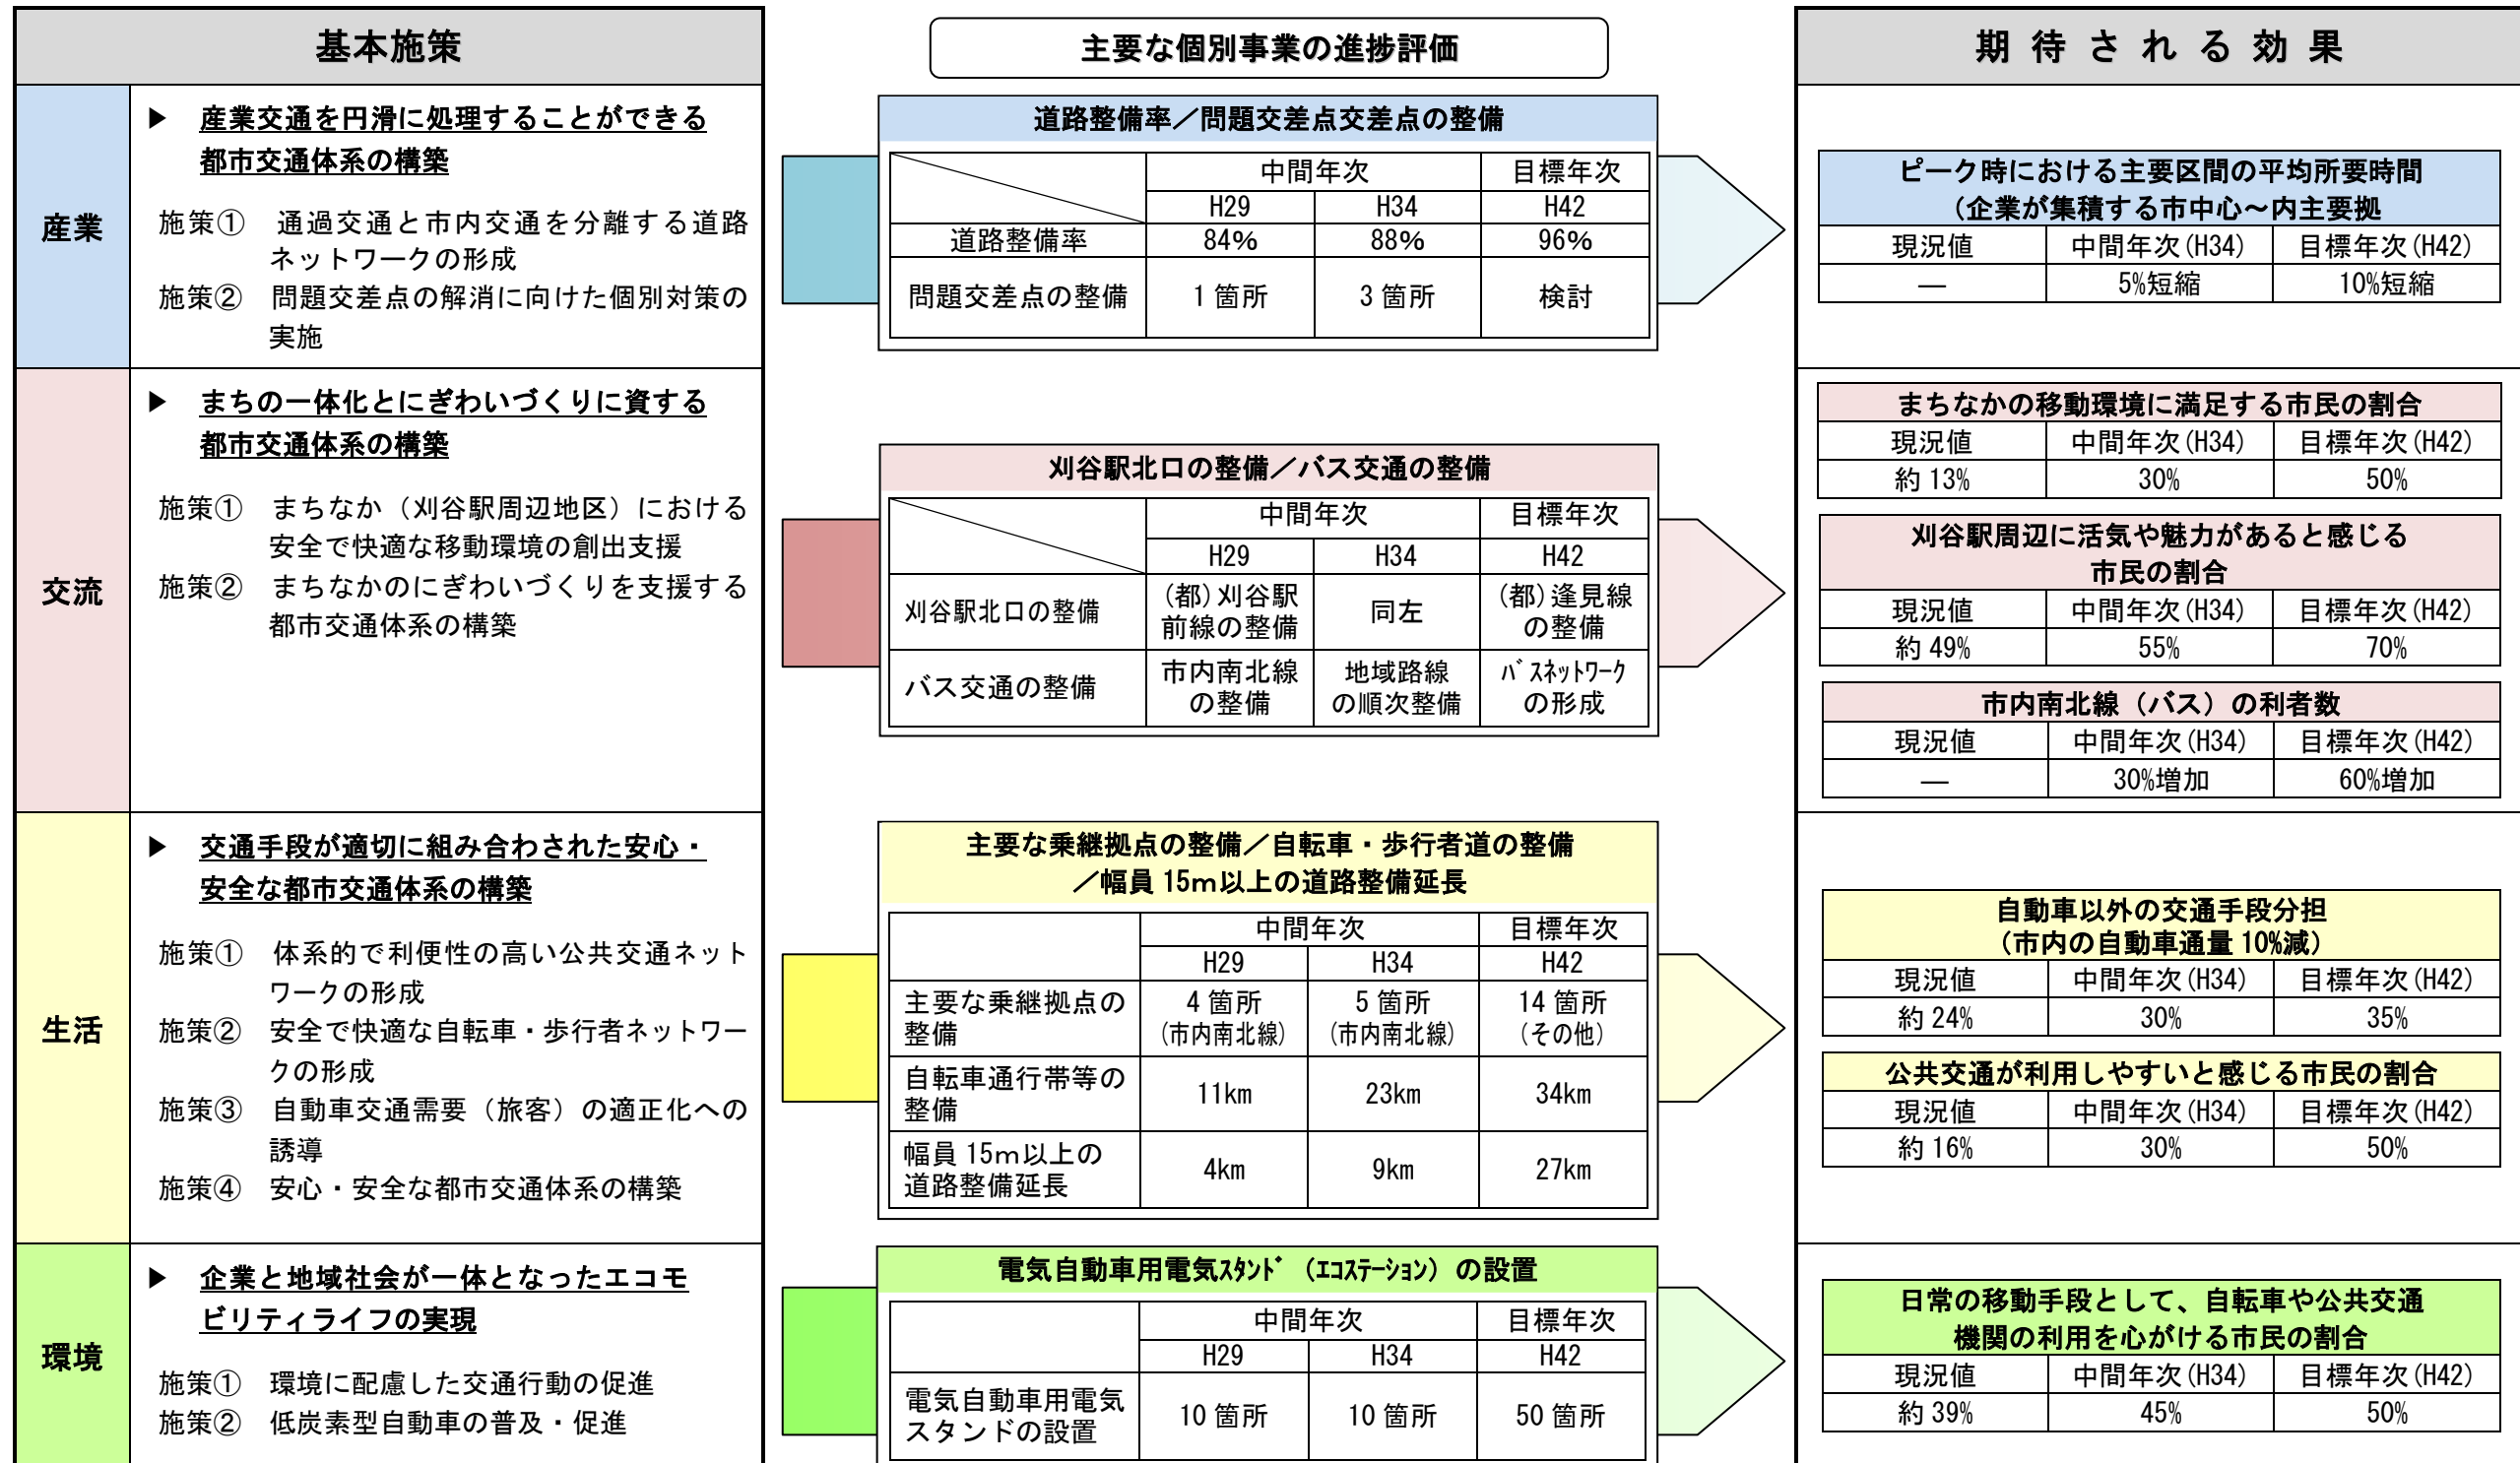 基本施策
主要な個別事業の進捗評価
期待される効果
産業
▶ 産業交通を円滑に処理することができる
都市交通体系の構築
施策① 通過交通と市内交通を分離する道路
ネットワークの形成
施策② 問題交差点の解消に向けた個別対策の
実施
道路整備率／問題交差点交差点の整備
中間年次 目標年次
H29 H34 H42
道路整備率 84% 88% 96%
問題交差点の整備 1箇所 3箇所 検討
ピーク時における主要区間の平均所要時間
（企業が集積する市中心～内主要拠
現況値 中間年次(H34) 目標年次(H42)
― 5%短縮 10%短縮
交流
▶ まちの一体化とにぎわいづくりに資する
都市交通体系の構築
施策① まちなか（刈谷駅周辺地区）における
安全で快適な移動環境の創出支援
施策② まちなかのにぎわいづくりを支援する
都市交通体系の構築
刈谷駅北口の整備／バス交通の整備
中間年次 目標年次
H29 H34 H42
刈谷駅北口の整備 (都)刈谷駅 同左 (都)逢見線
前線の整備 の整備
バス交通の整備 市内南北線 地域路線 ﾊﾞｽﾈｯﾄﾜｰｸ
の整備 の順次整備 の形成
まちなかの移動環境に満足する市民の割合
現況値 中間年次(H34) 目標年次(H42)
約13% 30% 50%
刈谷駅周辺に活気や魅力があると感じる
市民の割合
現況値 中間年次(H34) 目標年次(H42)
約49% 55% 70%
市内南北線（バス）の利者数
現況値 中間年次(H34) 目標年次(H42)
― 30%増加 60%増加
生活
▶ 交通手段が適切に組み合わされた安心・
安全な都市交通体系の構築
施策① 体系的で利便性の高い公共交通ネット
ワークの形成
施策② 安全で快適な自転車・歩行者ネットワー
クの形成
施策③ 自動車交通需要（旅客）の適正化への
誘導
施策④ 安心・安全な都市交通体系の構築
主要な乗継拠点の整備／自転車・歩行者道の整備
／幅員15ｍ以上の道路整備延長
中間年次 目標年次
H29 H34 H42
主要な乗継拠点の 4箇所 5箇所 14箇所
整備 (市内南北線) (市内南北線) (その他)
自転車通行帯等の
整備 11km 23km 34km
幅員15ｍ以上の
道路整備延長 4km 9km 27km
自動車以外の交通手段分担
（市内の自動車通量10%減）
現況値 中間年次(H34) 目標年次(H42)
約24% 30% 35%
公共交通が利用しやすいと感じる市民の割合
現況値 中間年次(H34) 目標年次(H42)
約16% 30% 50%
環境
▶ 企業と地域社会が一体となったエコモ
ビリティライフの実現
施策① 環境に配慮した交通行動の促進
施策② 低炭素型自動車の普及・促進
電気自動車用電気ｽﾀﾝﾄﾞ（ｴｺｽﾃｰｼｮﾝ）の設置
中間年次 目標年次
H29 H34 H42
電気自動車用電気
スタンドの設置 10箇所 10箇所 50箇所
日常の移動手段として、自転車や公共交通
機関の利用を心がける市民の割合
現況値 中間年次(H34) 目標年次(H42)
約39% 45% 50%